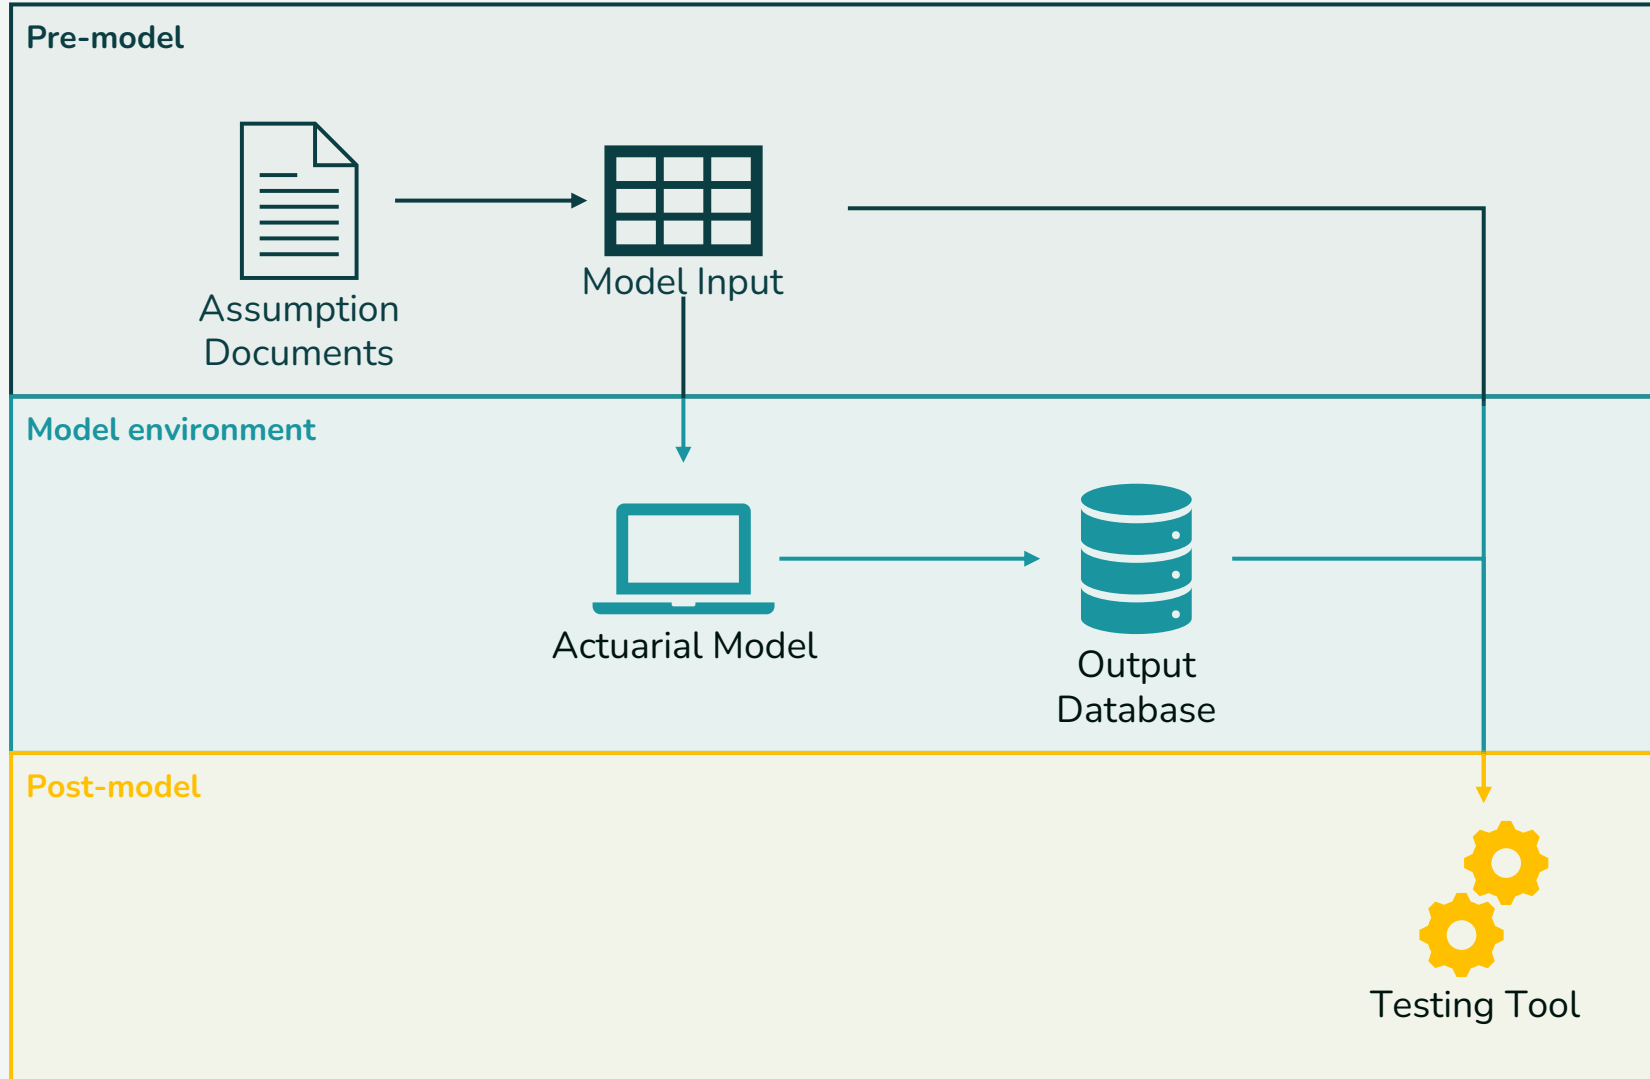 Pre-model
Assumption
Documents
Model Input
Model environment
Actuarial Model
Output
Database
Post-model
Testing Tool